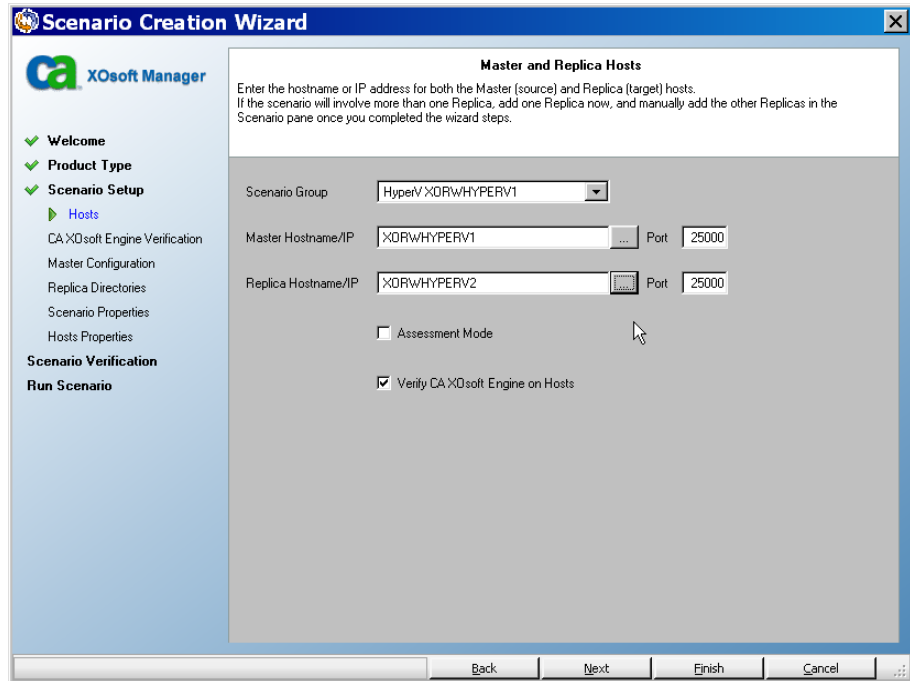 Scenario Creation Wizard
ca XOsoft Manager
Welcome
Product Type
Scenario Setup
Hosts
CA XOsoft Engine Verification
Master Configuration
Replica Directories
Scenario Properties
Hosts Properties
Scenario Verification
Run Scenario
Master and Replica Hosts
Enter the hostname or IP address for both the Master (source) and Replica (target) hosts.
If the scenario will involve more than one Replica, add one Replica now, and manually add the other Replicas in the
Scenario pane once you completed the wizard steps.
Scenario Group HyperV XORWHYPERV1
Master Hostname/IP XORWHYPERV1 ... Port 25000
Replica Hostname/IP XORWHYPERV2 ... Port 25000
Assessment Mode
Verify CA XOsoft Engine on Hosts
Back Next Finish Cancel